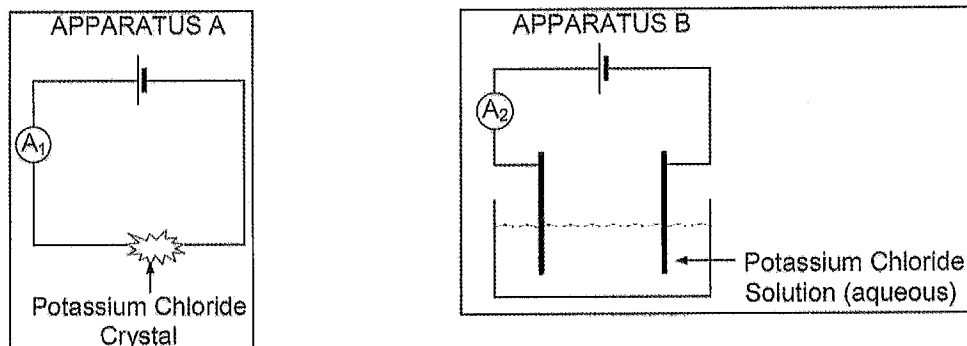 APPARATUS A
A₁
Potassium Chloride
Crystal
APPARATUS B
A₂
Potassium Chloride
Solution (aqueous)